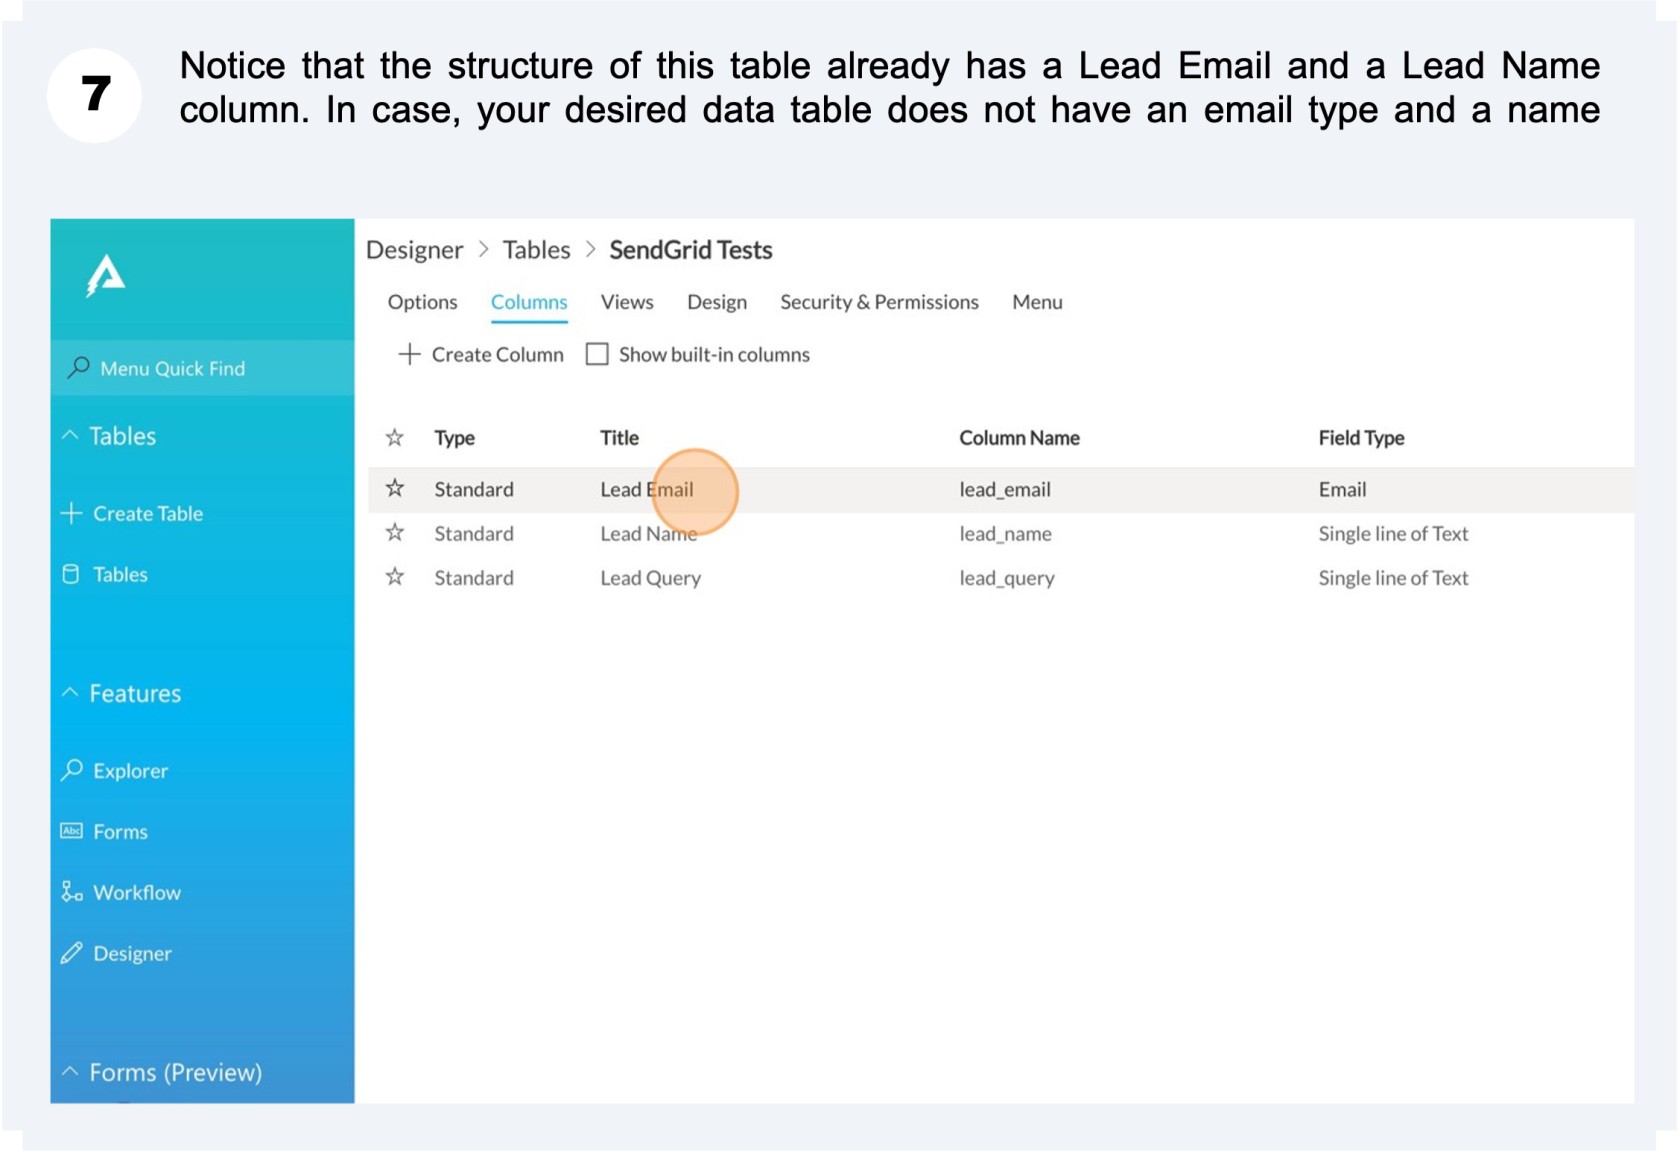 7
Notice that the structure of this table already has a Lead Email and a Lead Name
column. In case, your desired data table does not have an email type and a name
Designer > Tables > SendGrid Tests
Options Columns Views Design Security & Permissions Menu
Create Column Show built-in columns
Menu Quick Find
Tables
Create Table
Tables
Features
Explorer
Abc Forms
Workflow
Designer
Forms (Preview)
Type Title Column Name Field Type
Standard Lead Email lead_email Email
Standard Lead Name lead_name Single line of Text
Standard Lead Query lead_query Single line of Text